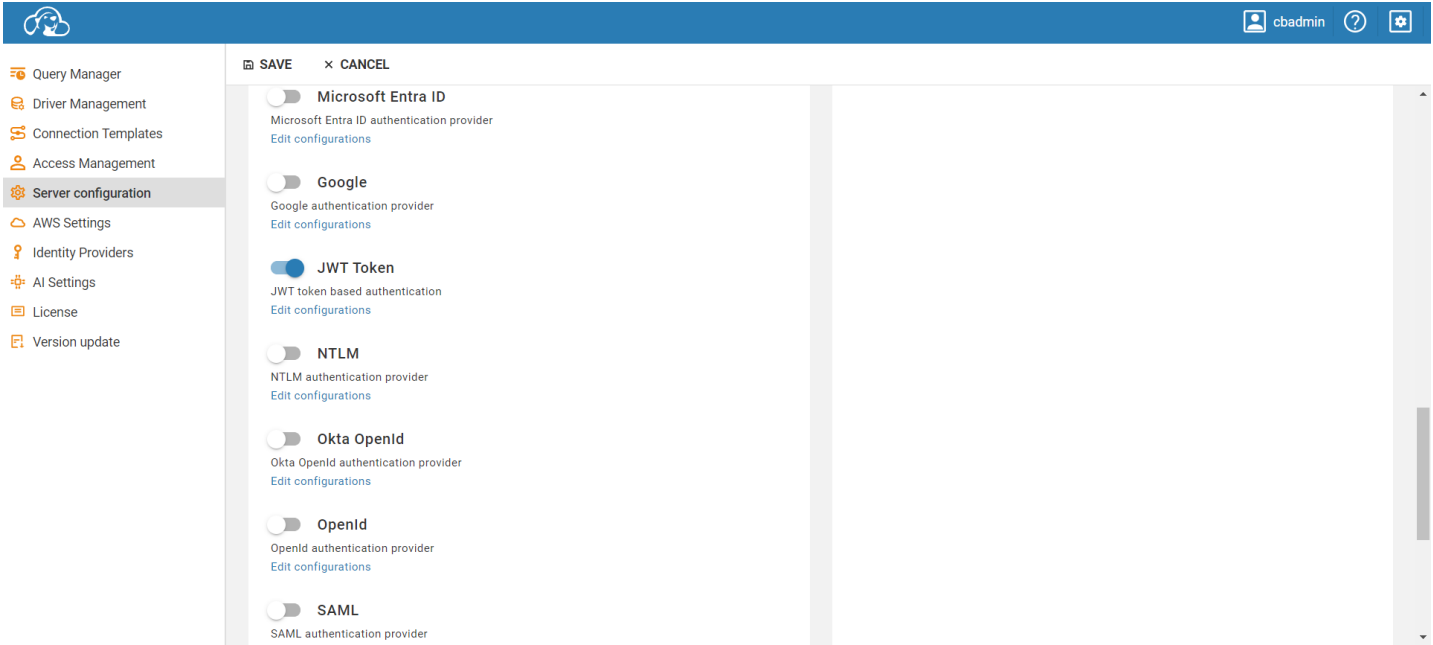 cbadmin
Query Manager
Driver Management
Connection Templates
Access Management
Server configuration
AWS Settings
Identity Providers
AI Settings
License
Version update
SAVE
CANCEL
Microsoft Entra ID
Microsoft Entra ID authentication provider
Edit configurations
Google
Google authentication provider
Edit configurations
JWT Token
JWT token based authentication
Edit configurations
NTLM
NTLM authentication provider
Edit configurations
Okta OpenId
Okta OpenId authentication provider
Edit configurations
OpenId
OpenId authentication provider
Edit configurations
SAML
SAML authentication provider